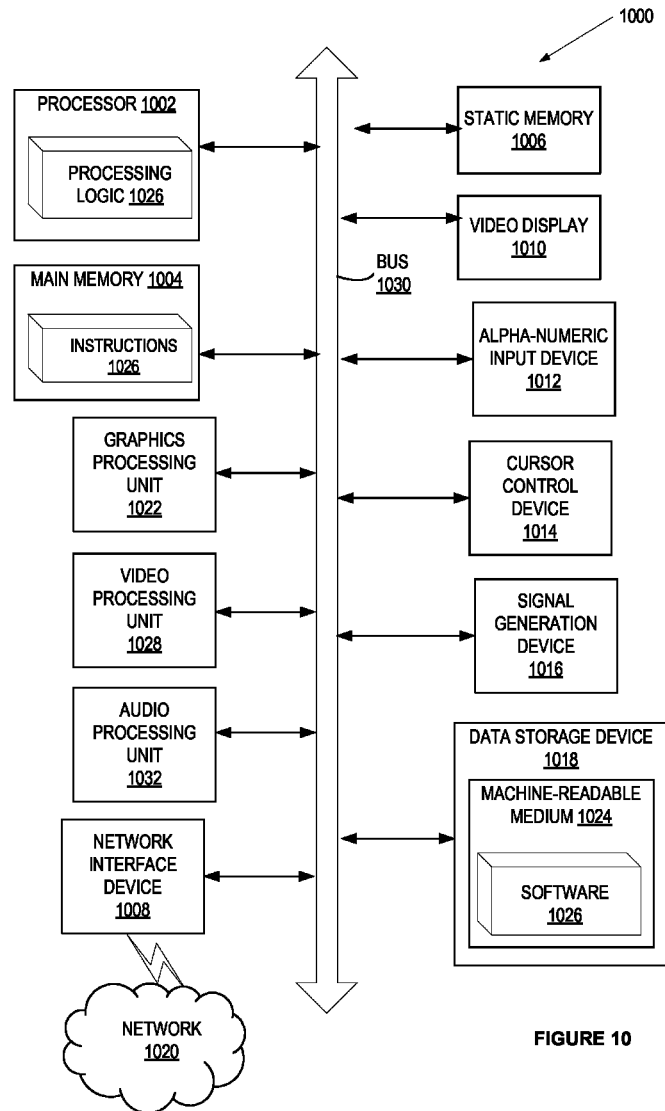 1000
PROCESSOR 1002
PROCESSING
LOGIC 1026
MAIN MEMORY 1004
INSTRUCTIONS
1026
GRAPHICS
PROCESSING
UNIT
1022
VIDEO
PROCESSING
UNIT
1028
AUDIO
PROCESSING
UNIT
1032
NETWORK
INTERFACE
DEVICE
1008
NETWORK
1020
BUS
1030
STATIC MEMORY
1006
VIDEO DISPLAY
1010
ALPHA-NUMERIC
INPUT DEVICE
1012
CURSOR
CONTROL
DEVICE
1014
SIGNAL
GENERATION
DEVICE
1016
DATA STORAGE DEVICE
1018
MACHINE-READABLE
MEDIUM 1024
SOFTWARE
1026
FIGURE 10